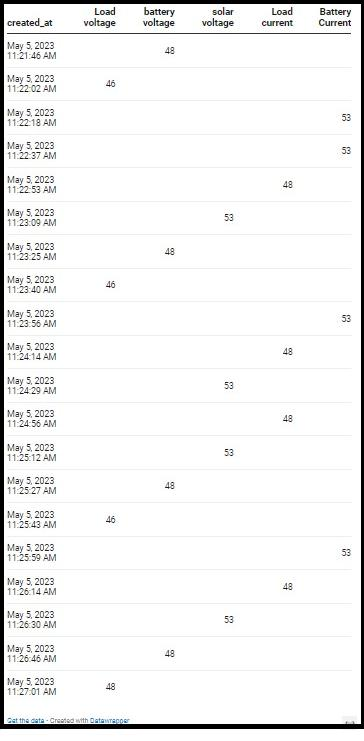 created_at Load voltage battery voltage solar voltage Load current Battery Current
May 5, 2023
11:21:46 AM 48
May 5, 2023
11:22:02 AM 46
May 5, 2023
11:22:18 AM 53
May 5, 2023
11:22:37 AM 53
May 5, 2023
11:22:53 AM 48
May 5, 2023
11:23:09 AM 53
May 5, 2023
11:23:25 AM 48
May 5, 2023
11:23:40 AM 46
May 5, 2023
11:23:56 AM 53
May 5, 2023
11:24:14 AM 48
May 5, 2023
11:24:29 AM 53
May 5, 2023
11:24:56 AM 48
May 5, 2023
11:25:12 AM 53
May 5, 2023
11:25:27 AM 48
May 5, 2023
11:25:43 AM 46
May 5, 2023
11:25:59 AM 53
May 5, 2023
11:26:14 AM 48
May 5, 2023
11:26:30 AM 53
May 5, 2023
11:26:46 AM 48
May 5, 2023
11:27:01 AM 48
Get the data · Created with Datawrapper